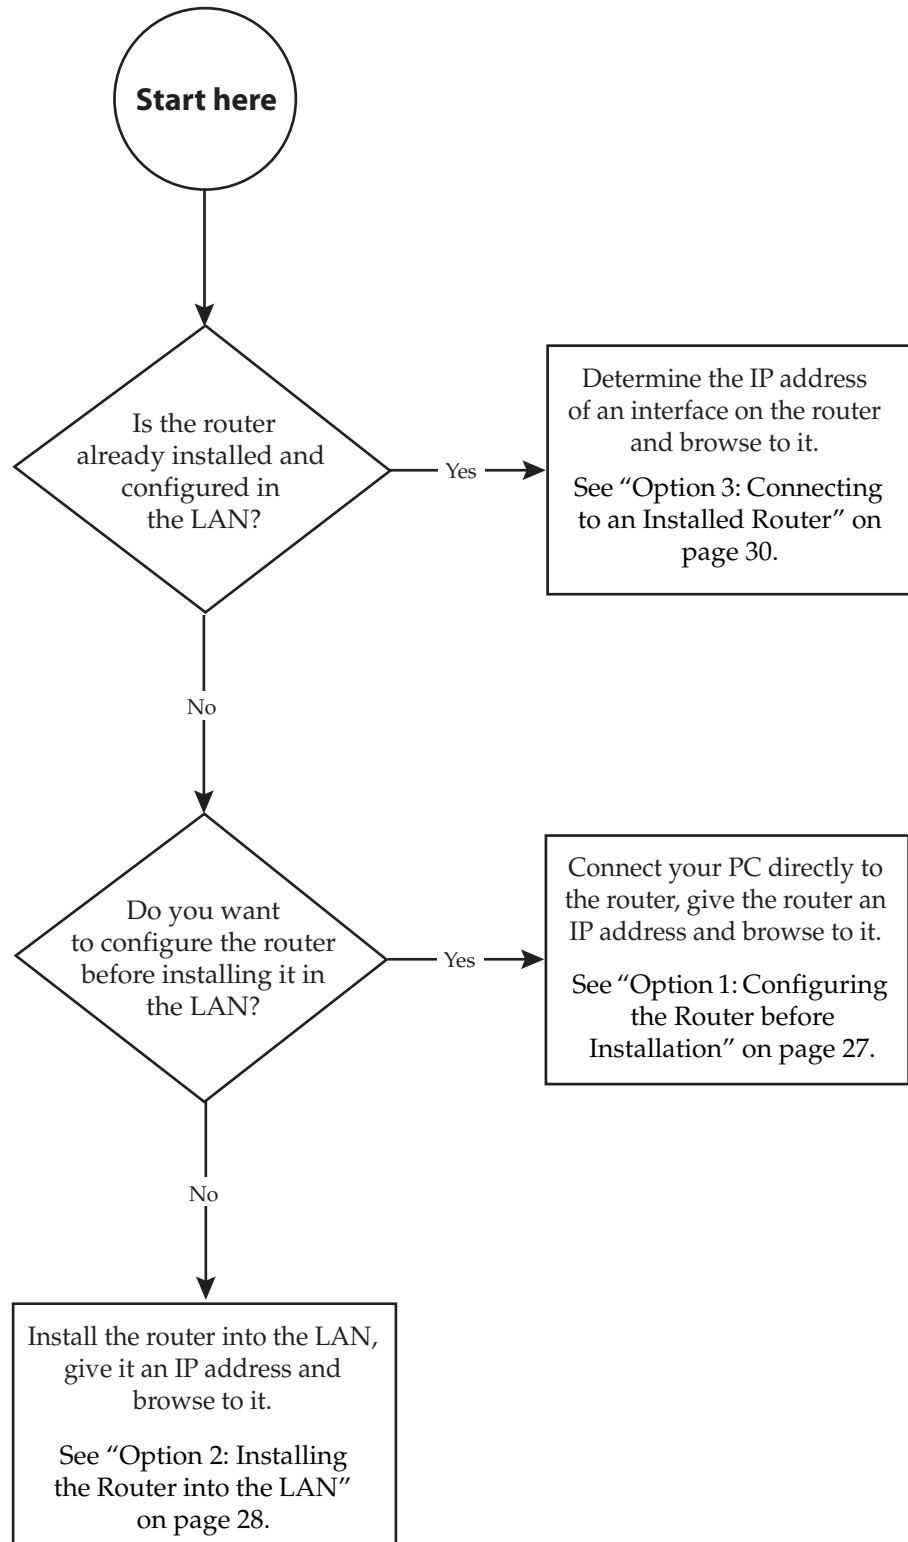 Start here
Is the router
already installed and
configured in
the LAN?
Yes
Determine the IP address
of an interface on the router
and browse to it.
See “Option 3: Connecting
to an Installed Router” on
page 30.
No
Do you want
to configure the router
before installing it in
the LAN?
Yes
Connect your PC directly to
the router, give the router an
IP address and browse to it.
See “Option 1: Configuring
the Router before
Installation” on page 27.
No
Install the router into the LAN,
give it an IP address and
browse to it.
See “Option 2: Installing
the Router into the LAN”
on page 28.